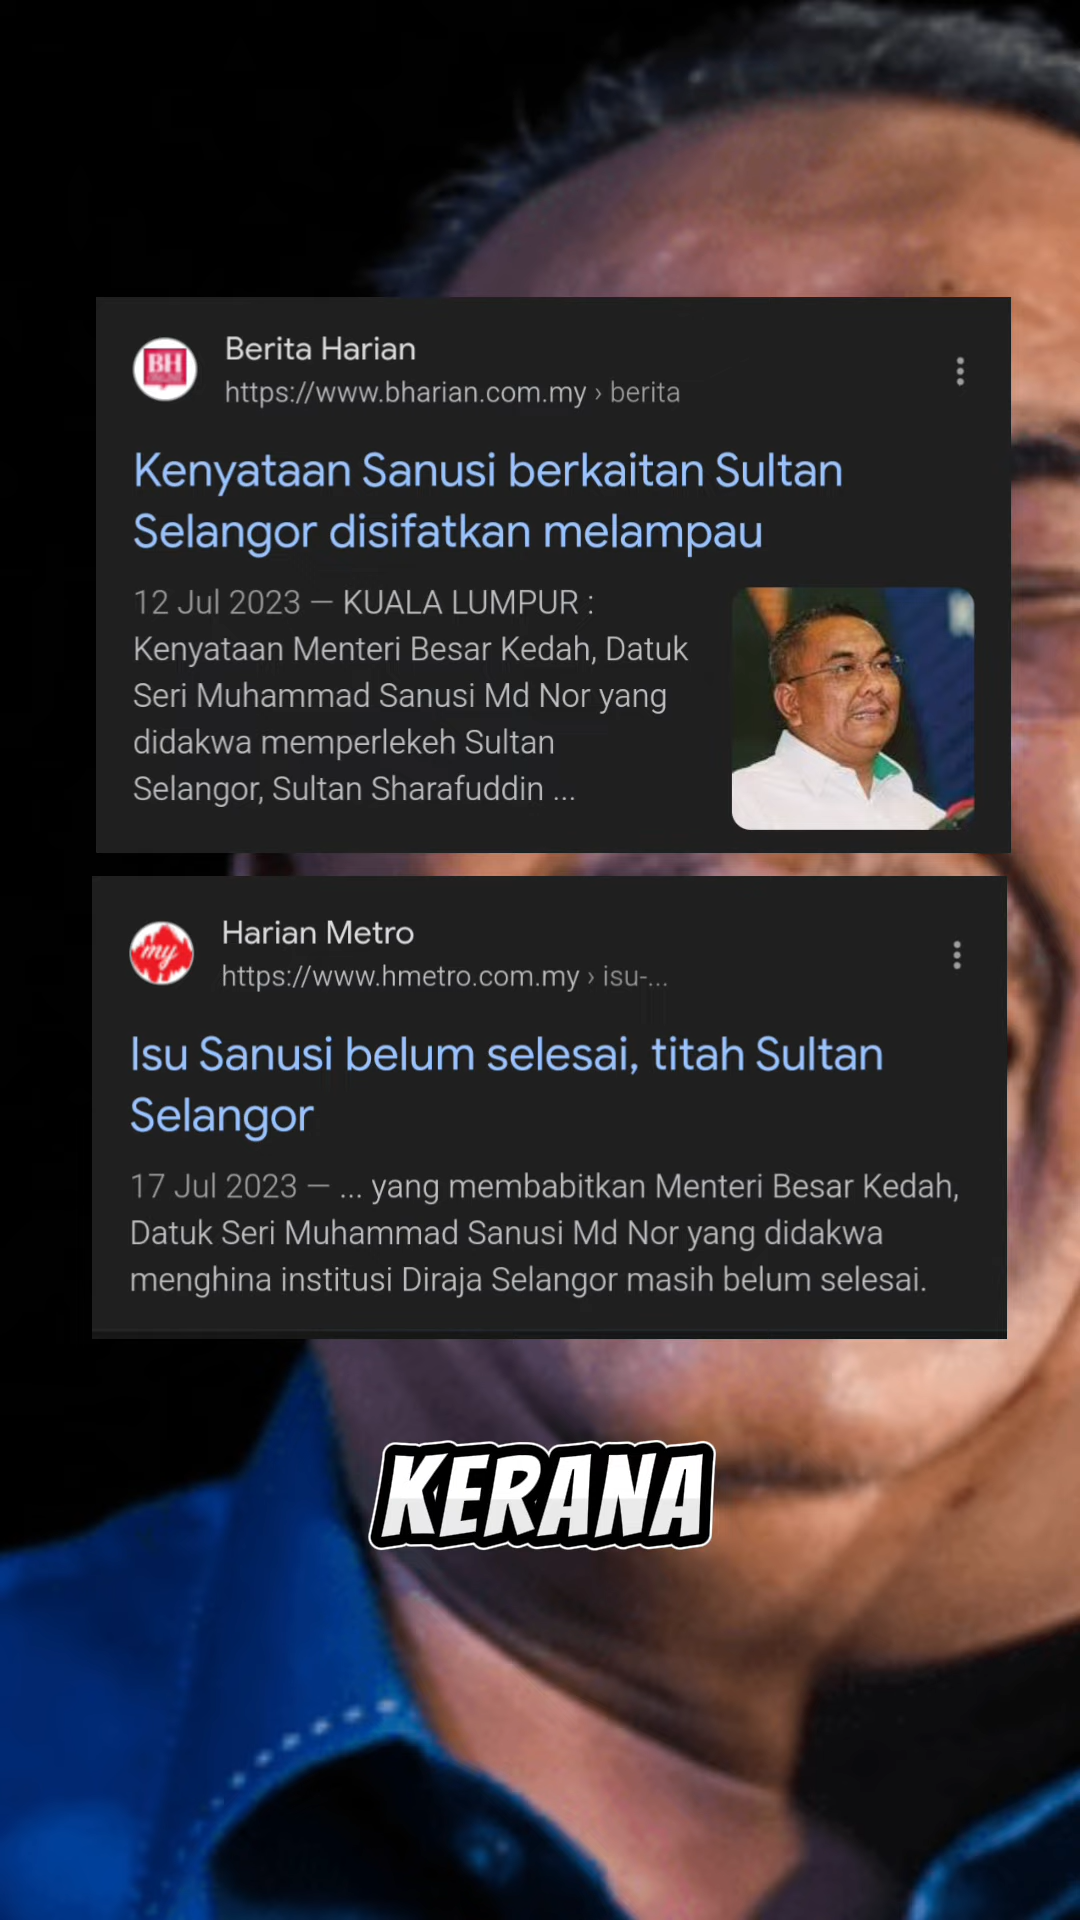 BH
Berita Harian
https://www.bharian.com.my › berita
Kenyataan Sanusi berkaitan Sultan
Selangor disifatkan melampau
12 Jul 2023 — KUALA LUMPUR :
Kenyataan Menteri Besar Kedah, Datuk
Seri Muhammad Sanusi Md Nor yang
didakwa memperlekeh Sultan
Selangor, Sultan Sharafuddin ...
my
Harian Metro
https://www.hmetro.com.my › isu-...
Isu Sanusi belum selesai, titah Sultan
Selangor
17 Jul 2023 — ... yang membabitkan Menteri Besar Kedah,
Datuk Seri Muhammad Sanusi Md Nor yang didakwa
menghina institusi Diraja Selangor masih belum selesai.
KERANA